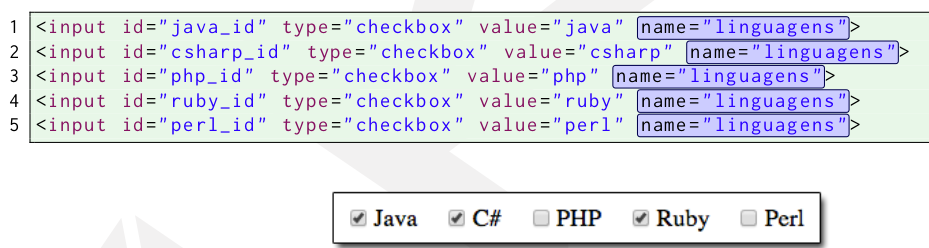 1 <input id="java_id" type="checkbox" value="java" name="linguagens">
2 <input id="csharp_id" type="checkbox" value="csharp" name="linguagens">
3 <input id="php_id" type="checkbox" value="php" name="linguagens">
4 <input id="ruby_id" type="checkbox" value="ruby" name="linguagens">
5 <input id="perl_id" type="checkbox" value="perl" name="linguagens">
Java C# PHP Ruby Perl